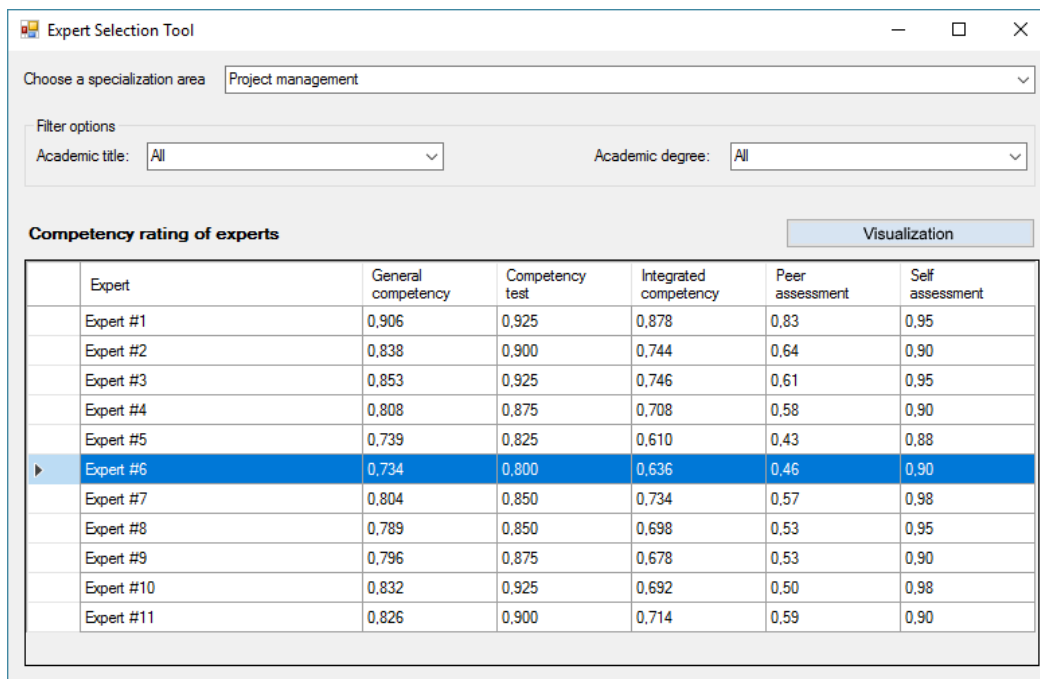 Expert Selection Tool
Choose a specialization area Project management
Filter options
Academic title: All Academic degree: All
Competency rating of experts Visualization
Expert General competency Competency test Integrated competency Peer assessment Self assessment
Expert #1 0,906 0,925 0,878 0,83 0,95
Expert #2 0,838 0,900 0,744 0,64 0,90
Expert #3 0,853 0,925 0,746 0,61 0,95
Expert #4 0,808 0,875 0,708 0,58 0,90
Expert #5 0,739 0,825 0,610 0,43 0,88
Expert #6 0,734 0,800 0,636 0,46 0,90
Expert #7 0,804 0,850 0,734 0,57 0,98
Expert #8 0,789 0,850 0,698 0,53 0,95
Expert #9 0,796 0,875 0,678 0,53 0,90
Expert #10 0,832 0,925 0,692 0,50 0,98
Expert #11 0,826 0,900 0,714 0,59 0,90